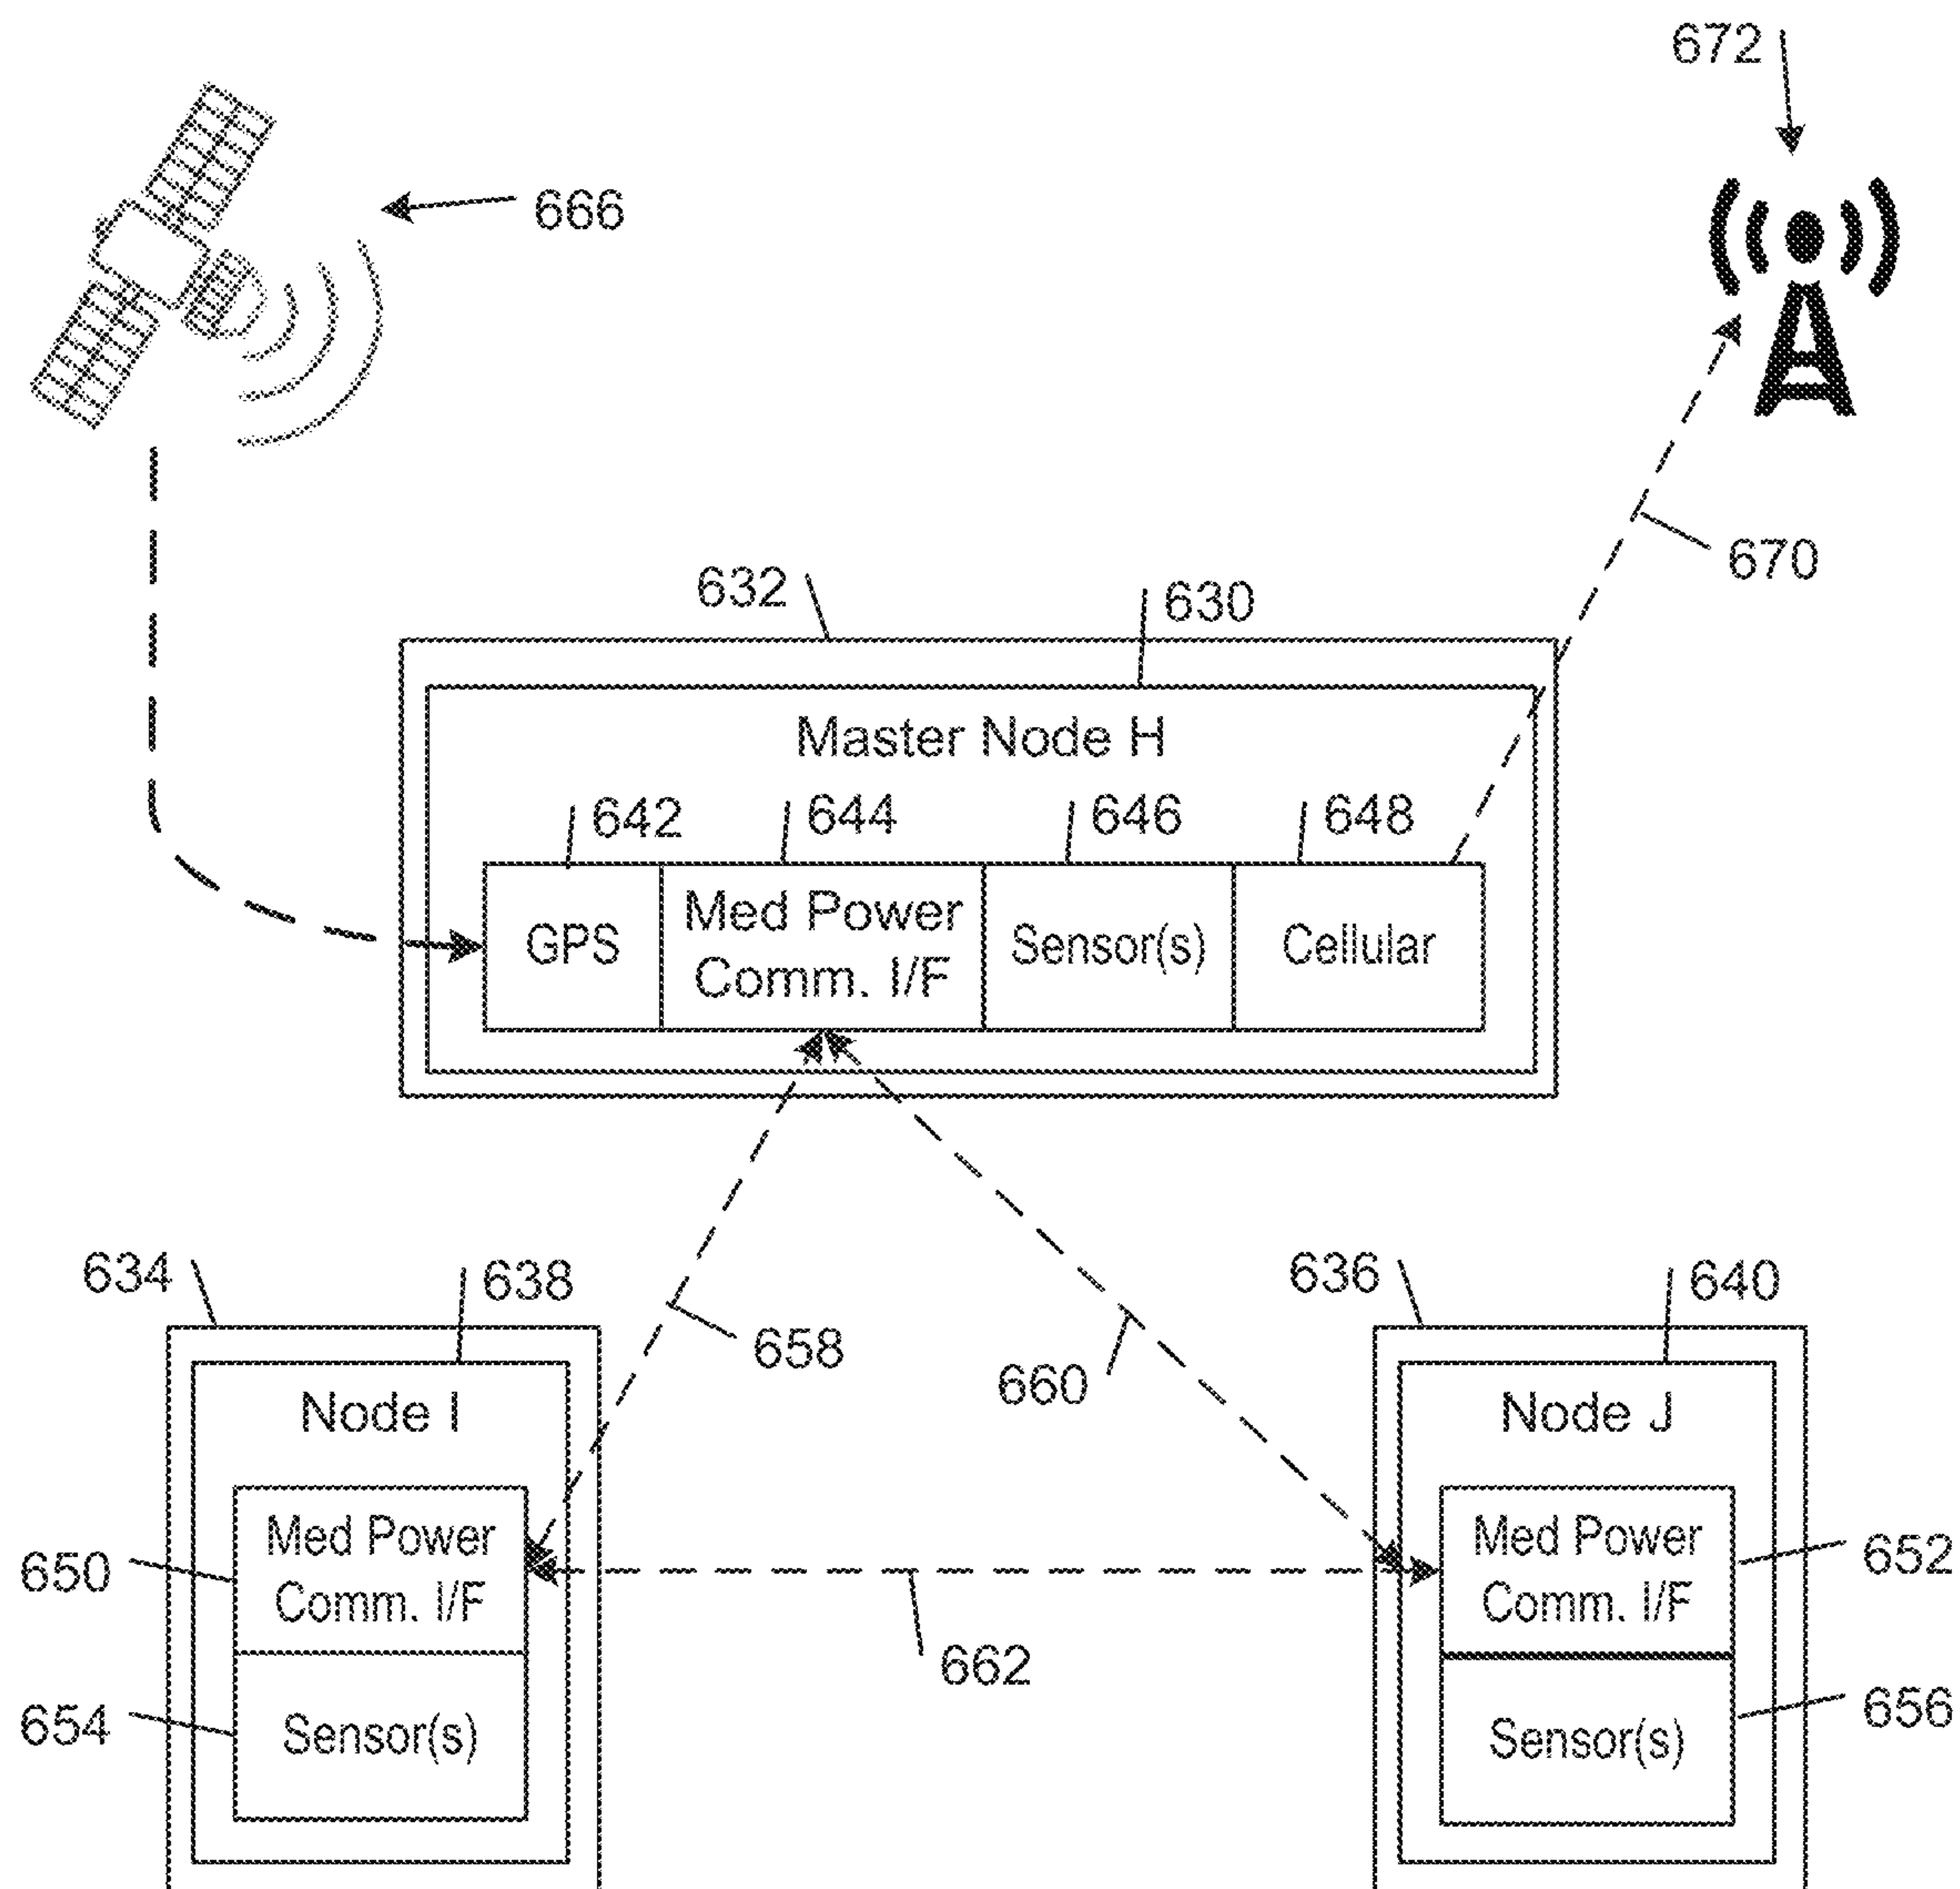 672
666
670
632
630
Master Node H
642
644
646
648
GPS
Med Power
Comm. I/F
Sensor(s)
Cellular
634
638
658
660
636
640
Node I
Node J
650
Med Power
Comm. I/F
Med Power
Comm. I/F
652
662
654
Sensor(s)
Sensor(s)
656